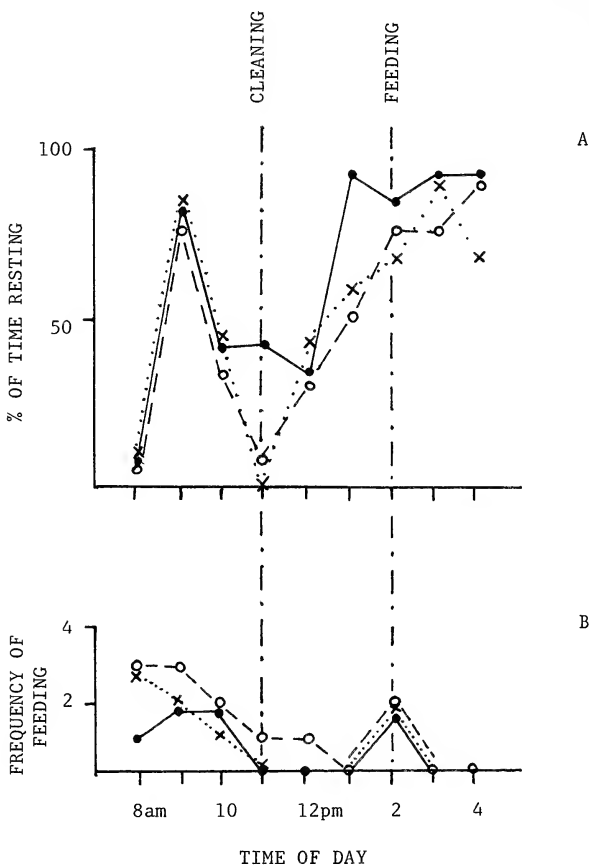 CLEANING
FEEDING
A
100
50
% OF TIME RESTING
B
4
2
FREQUENCY OF
FEEDING
8am 10 12pm 2 4
TIME OF DAY